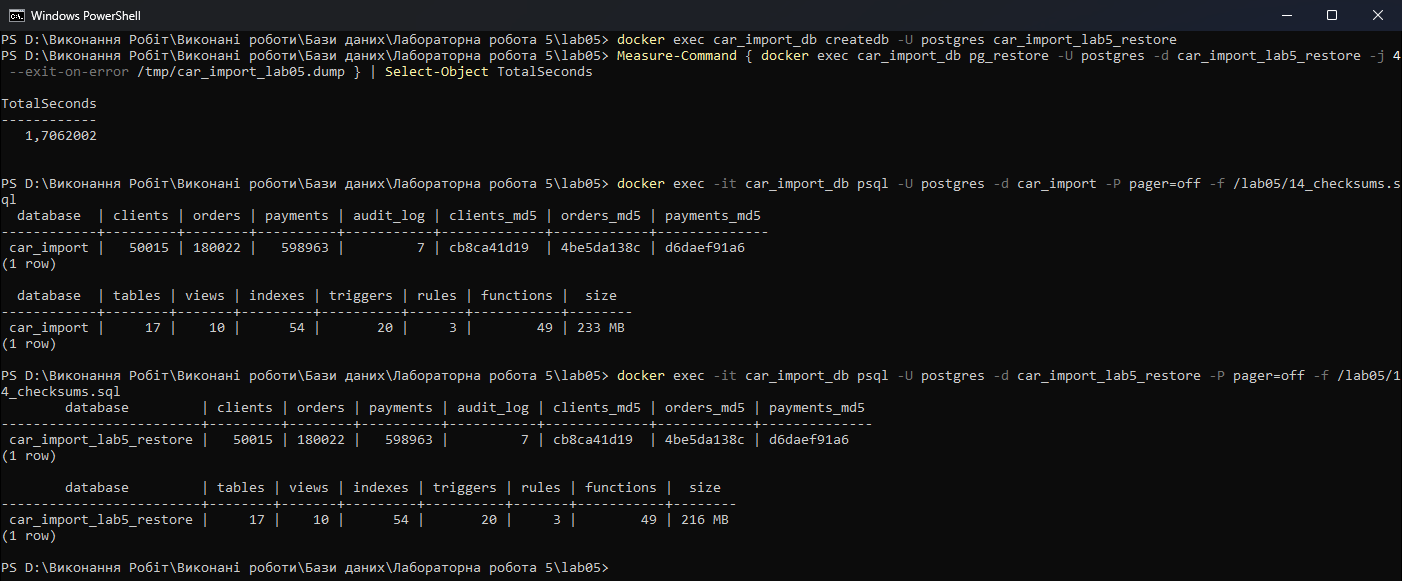 Windows PowerShell
PS D:\Виконання Робіт\Виконані роботи\Бази даних\Лабораторна робота 5\lab05> docker exec car_import_db createdb -U postgres car_import_lab5_restore
PS D:\Виконання Робіт\Виконані роботи\Бази даних\Лабораторна робота 5\lab05> Measure-Command { docker exec car_import_db pg_restore -U postgres -d car_import_lab5_restore -j 4
 --exit-on-error /tmp/car_import_lab05.dump } | Select-Object TotalSeconds
TotalSeconds
------------
   1,7062002
PS D:\Виконання Робіт\Виконані роботи\Бази даних\Лабораторна робота 5\lab05> docker exec -it car_import_db psql -U postgres -d car_import -P pager=off -f /lab05/14_checksums.s
ql
  database  | clients | orders | payments | audit_log | clients_md5 | orders_md5 | payments_md5
------------+---------+--------+----------+-----------+-------------+------------+--------------
 car_import |   50015 | 180022 |   598963 |         7 | cb8ca41d19  | 4be5da138c | d6daef91a6
(1 row)
  database  | tables | views | indexes | triggers | rules | functions |  size
------------+--------+-------+---------+----------+-------+-----------+--------
 car_import |     17 |    10 |      54 |       20 |     3 |        49 | 233 MB
(1 row)
PS D:\Виконання Робіт\Виконані роботи\Бази даних\Лабораторна робота 5\lab05> docker exec -it car_import_db psql -U postgres -d car_import_lab5_restore -P pager=off -f /lab05/1
4_checksums.sql
        database         | clients | orders | payments | audit_log | clients_md5 | orders_md5 | payments_md5
-------------------------+---------+--------+----------+-----------+-------------+------------+--------------
 car_import_lab5_restore |   50015 | 180022 |   598963 |         7 | cb8ca41d19  | 4be5da138c | d6daef91a6
(1 row)
        database         | tables | views | indexes | triggers | rules | functions |  size
-------------------------+--------+-------+---------+----------+-------+-----------+--------
 car_import_lab5_restore |     17 |    10 |      54 |       20 |     3 |        49 | 216 MB
(1 row)
PS D:\Виконання Робіт\Виконані роботи\Бази даних\Лабораторна робота 5\lab05>